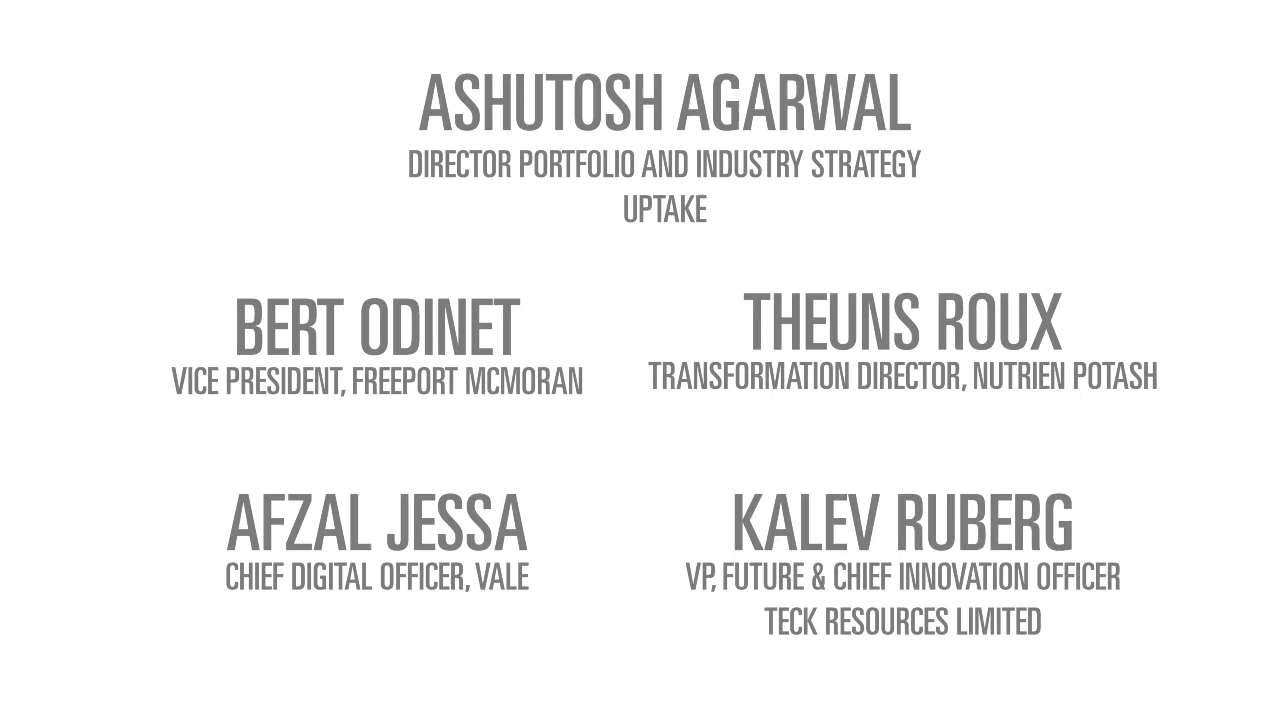 ASHUTOSH AGARWAL
DIRECTOR PORTFOLIO AND INDUSTRY STRATEGY
UPTAKE
BERT ODINET
VICE PRESIDENT, FREEPORT MCMORAN
THEUNS ROUX
TRANSFORMATION DIRECTOR, NUTRIEN POTASH
AFZAL JESSA
CHIEF DIGITAL OFFICER, VALE
KALEV RUBERG
VP, FUTURE & CHIEF INNOVATION OFFICER
TECK RESOURCES LIMITED